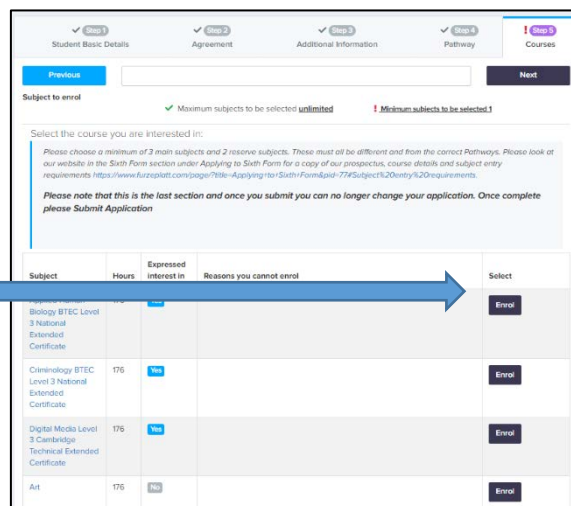 Step 1
Student Basic Details
Step 2
Agreement
Step 3
Additional Information
Step 4
Pathway
Step 5
Courses
Previous
Next
Subject to enrol
Maximum subjects to be selected unlimited
Minimum subjects to be selected 1
Select the course you are interested in:
Please choose a minimum of 3 main subjects and 2 reserve subjects. These must all be different and from the correct Pathways. Please look
at our website in the Sixth Form section under Applying to Sixth Form for a copy of our prospectus, course details and subject entry
requirements https://www.furzeplatt.com/page/?title=Applying+to+Sixth+Form&pid=77#Subject%20entry%20requirements.
Please note that this is the last section and once you submit you can no longer change your application. Once complete
please Submit Application
Subject Hours Expressed interest in Reasons you cannot enrol Select
Biology BTEC Level
3 National
Extended
Certificate
Enrol
Criminology BTEC 176 Yes
Level 3 National
Extended
Certificate
Enrol
Digital Media Level 176 Yes
3 Cambridge
Technical Extended
Certificate
Enrol
Art 176 No
Enrol